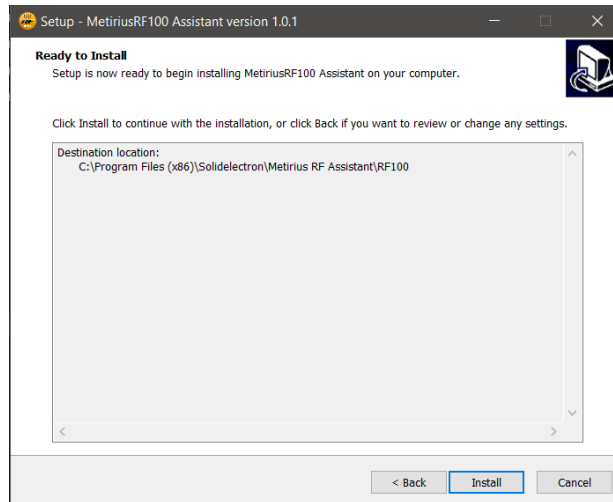 Setup - MetiriusRF100 Assistant version 1.0.1
Ready to Install
Setup is now ready to begin installing MetiriusRF100 Assistant on your computer.
Click Install to continue with the installation, or click Back if you want to review or change any settings.
Destination location:
C:\Program Files (x86)\Solidelectron\Metirius RF Assistant\RF100
< Back
Install
Cancel